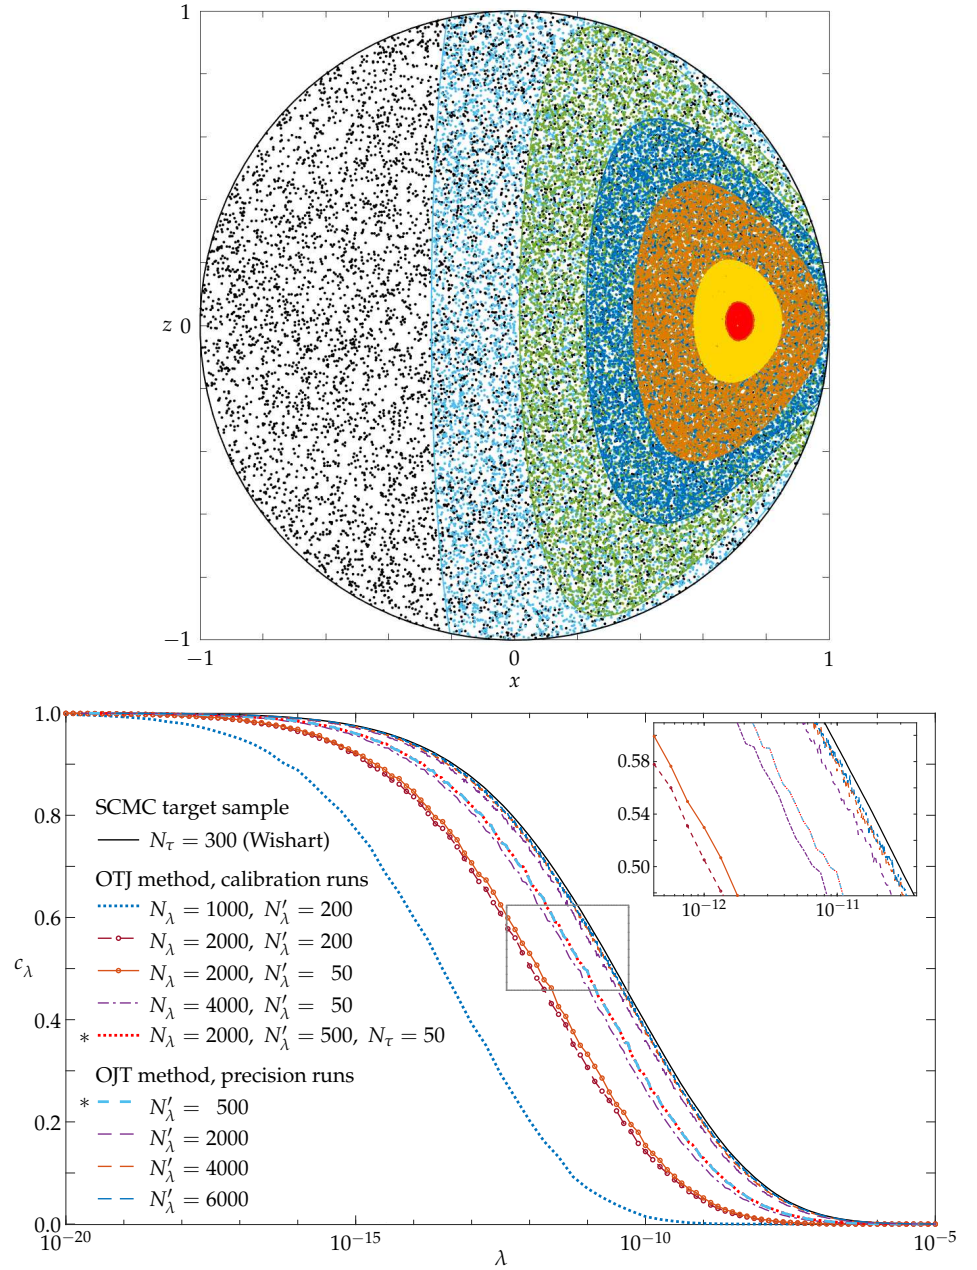 1
z 0
−1
−1 0 1
x
1.0
0.8
0.6
c_λ
0.4
0.2
0.0
SCMC target sample
N_τ = 300 (Wishart)
OTJ method, calibration runs
N_λ = 1000, N′_λ = 200
N_λ = 2000, N′_λ = 200
N_λ = 2000, N′_λ = 50
N_λ = 4000, N′_λ = 50
* N_λ = 2000, N′_λ = 500, N_τ = 50
OJT method, precision runs
* N′_λ = 500
N′_λ = 2000
N′_λ = 4000
N′_λ = 6000
0.58
0.54
0.50
10^−12 10^−11
10^−20 10^−15 10^−10 10^−5
λ